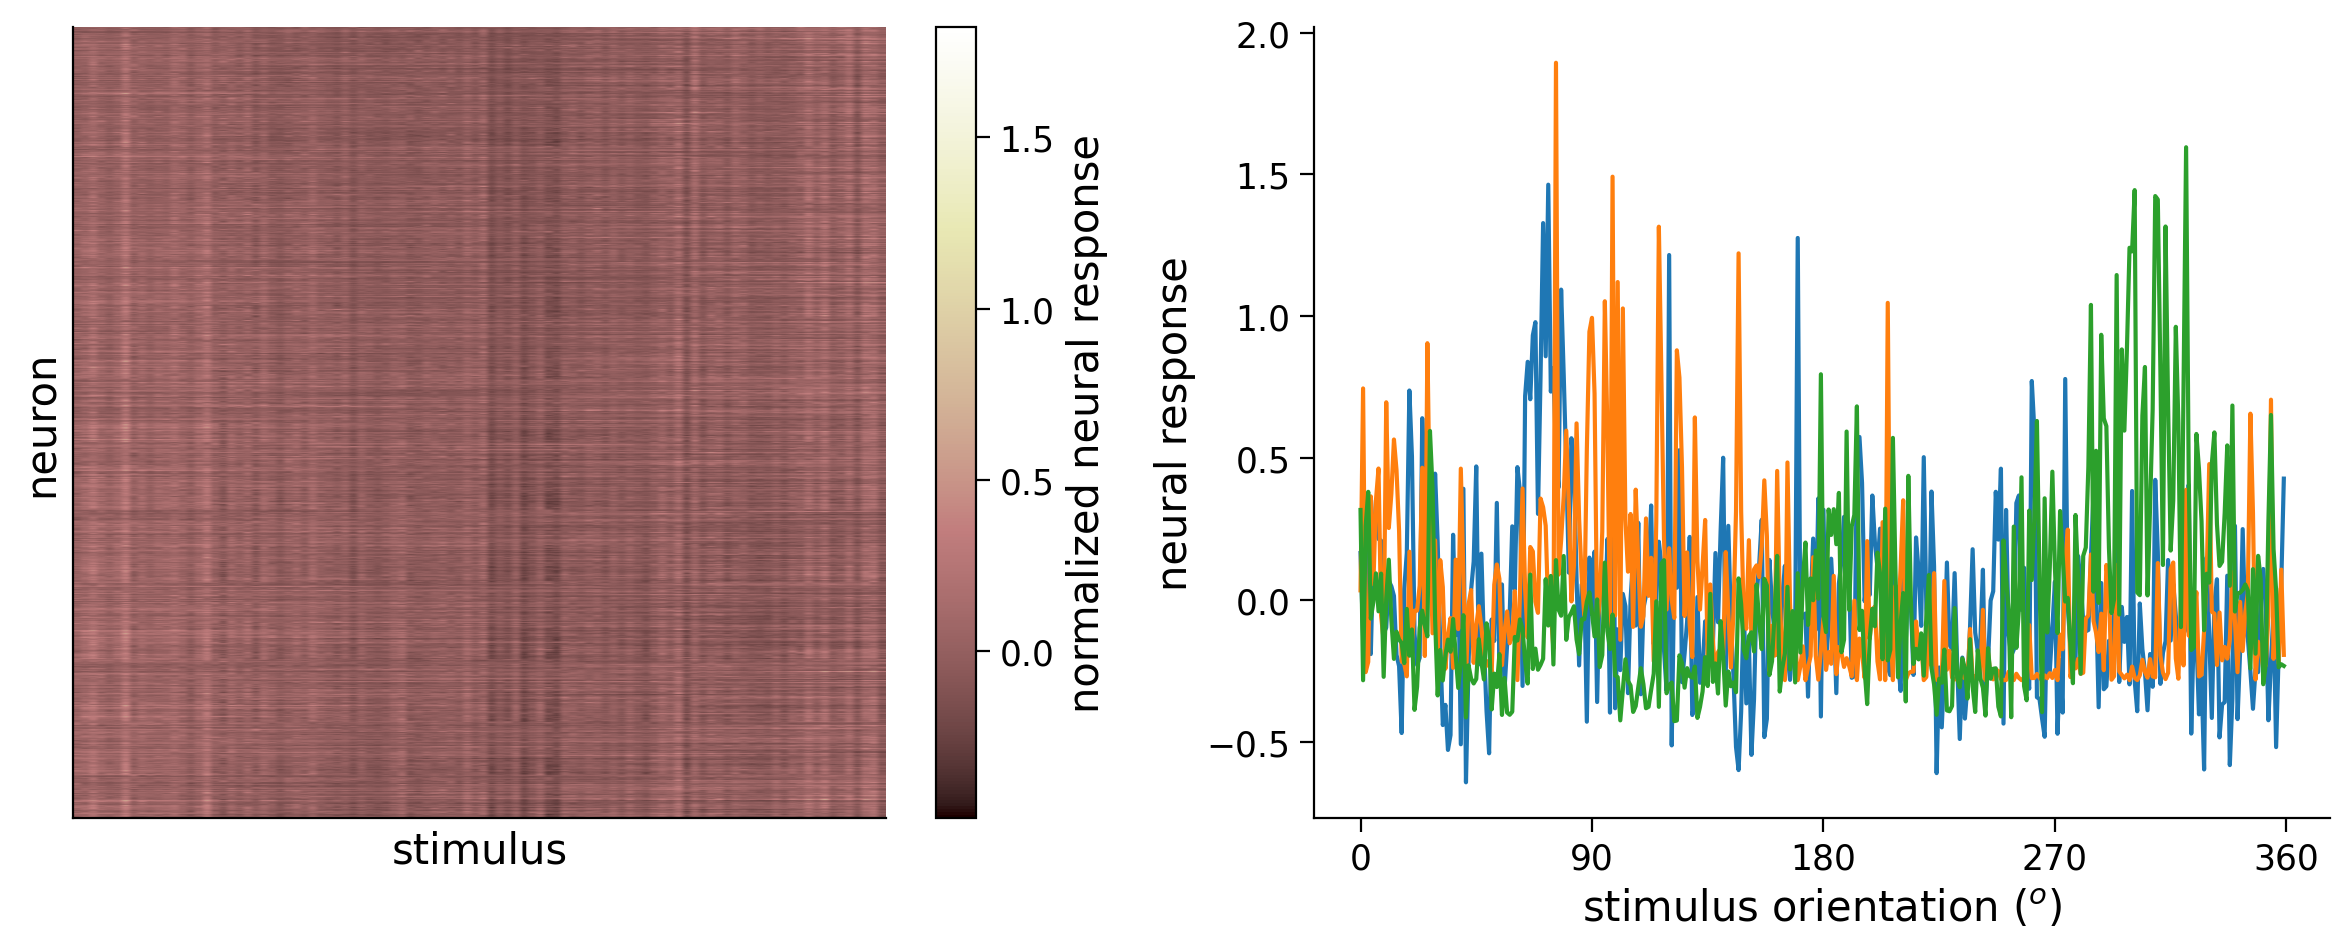 neuron
stimulus
1.5
1.0
0.5
0.0
normalized neural response
2.0
1.5
1.0
0.5
0.0
−0.5
neural response
0 90 180 270 360
stimulus orientation (o)